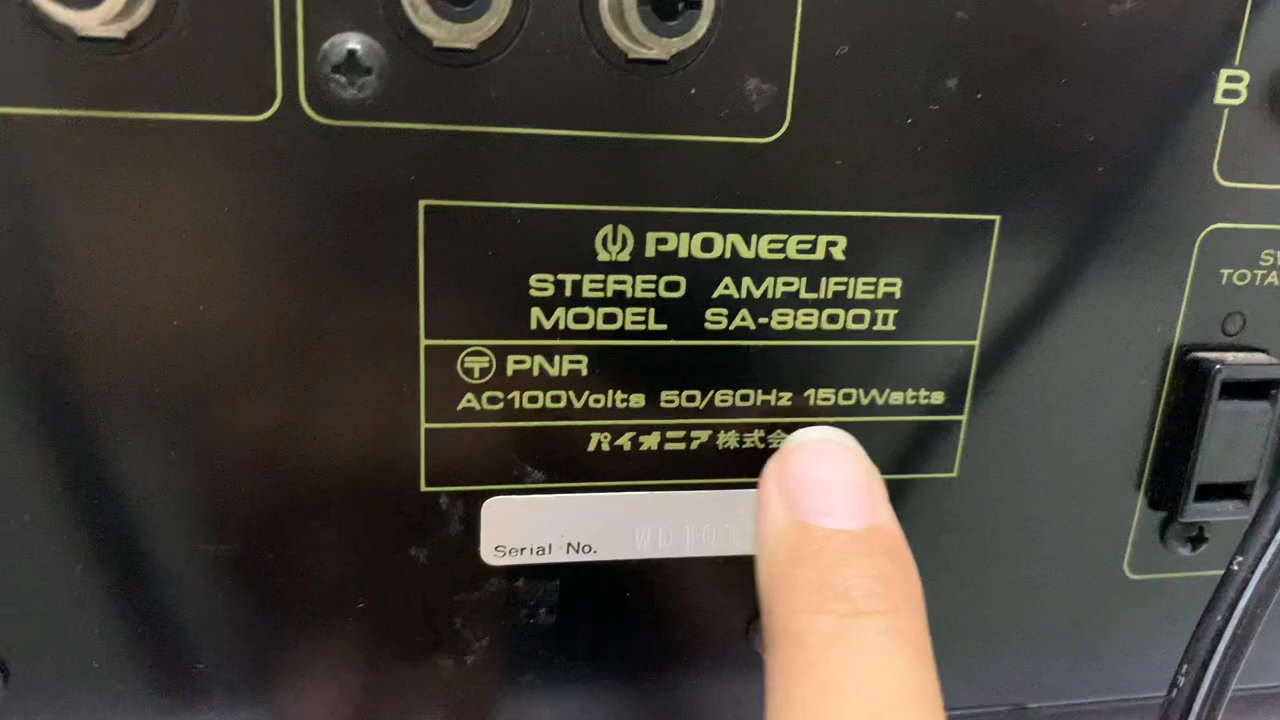 B
PIONEER
STEREO AMPLIFIER
MODEL SA-8800II
〒 PNR
AC100Volts 50/60Hz 150Watts
パイオニア株式会
Serial No. WD101